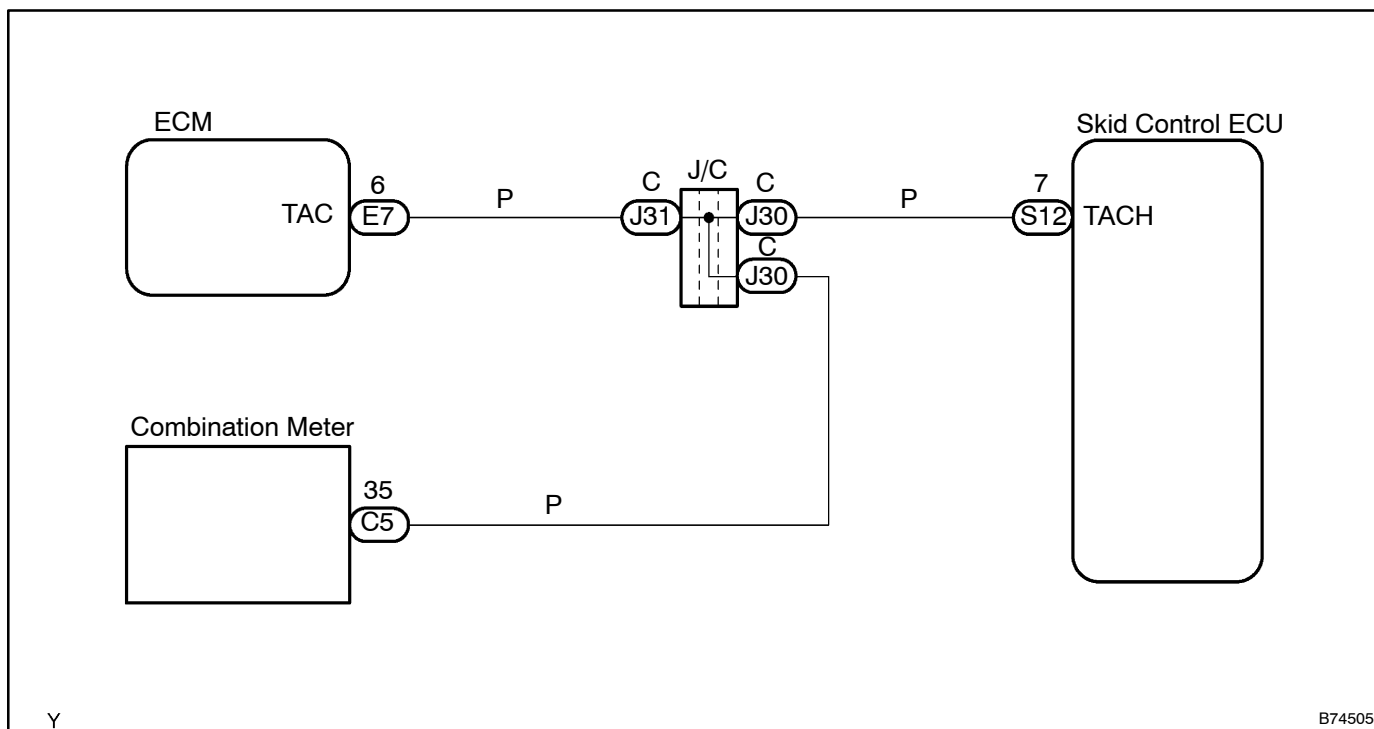 ECM
Skid Control ECU
TAC
6
E7
P
C
J31
J/C
C
J30
P
7
S12
TACH
C
J30
Combination Meter
35
C5
P
Y
B74505